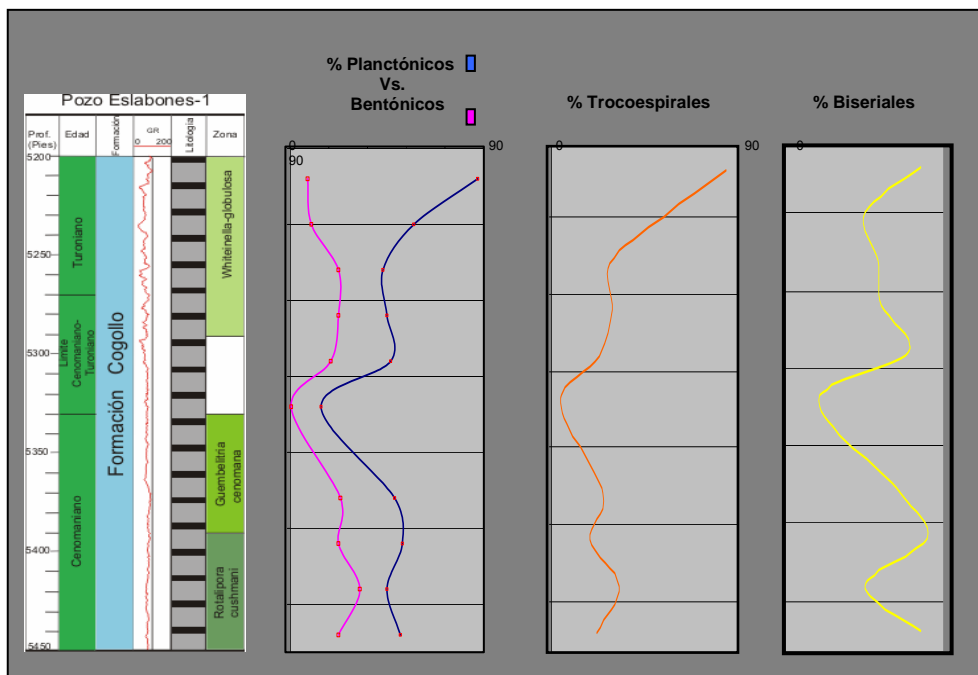 % Planctónicos
Vs.
Bentónicos
% Trocoespirales
% Biseriales
Pozo Eslabones-1
Prof.
(Pies)
Edad
Formación
GR
0 200
Litología
Zona
5200
5250
5300
5350
5400
5450
Turoniano
Límite
Cenomaniano-
Turoniano
Cenomaniano
Formación Cogollo
Whiteinella-globulosa
Guembelitria
cenomana
Rotalipora
cushmani
0 90
90
0 90
0